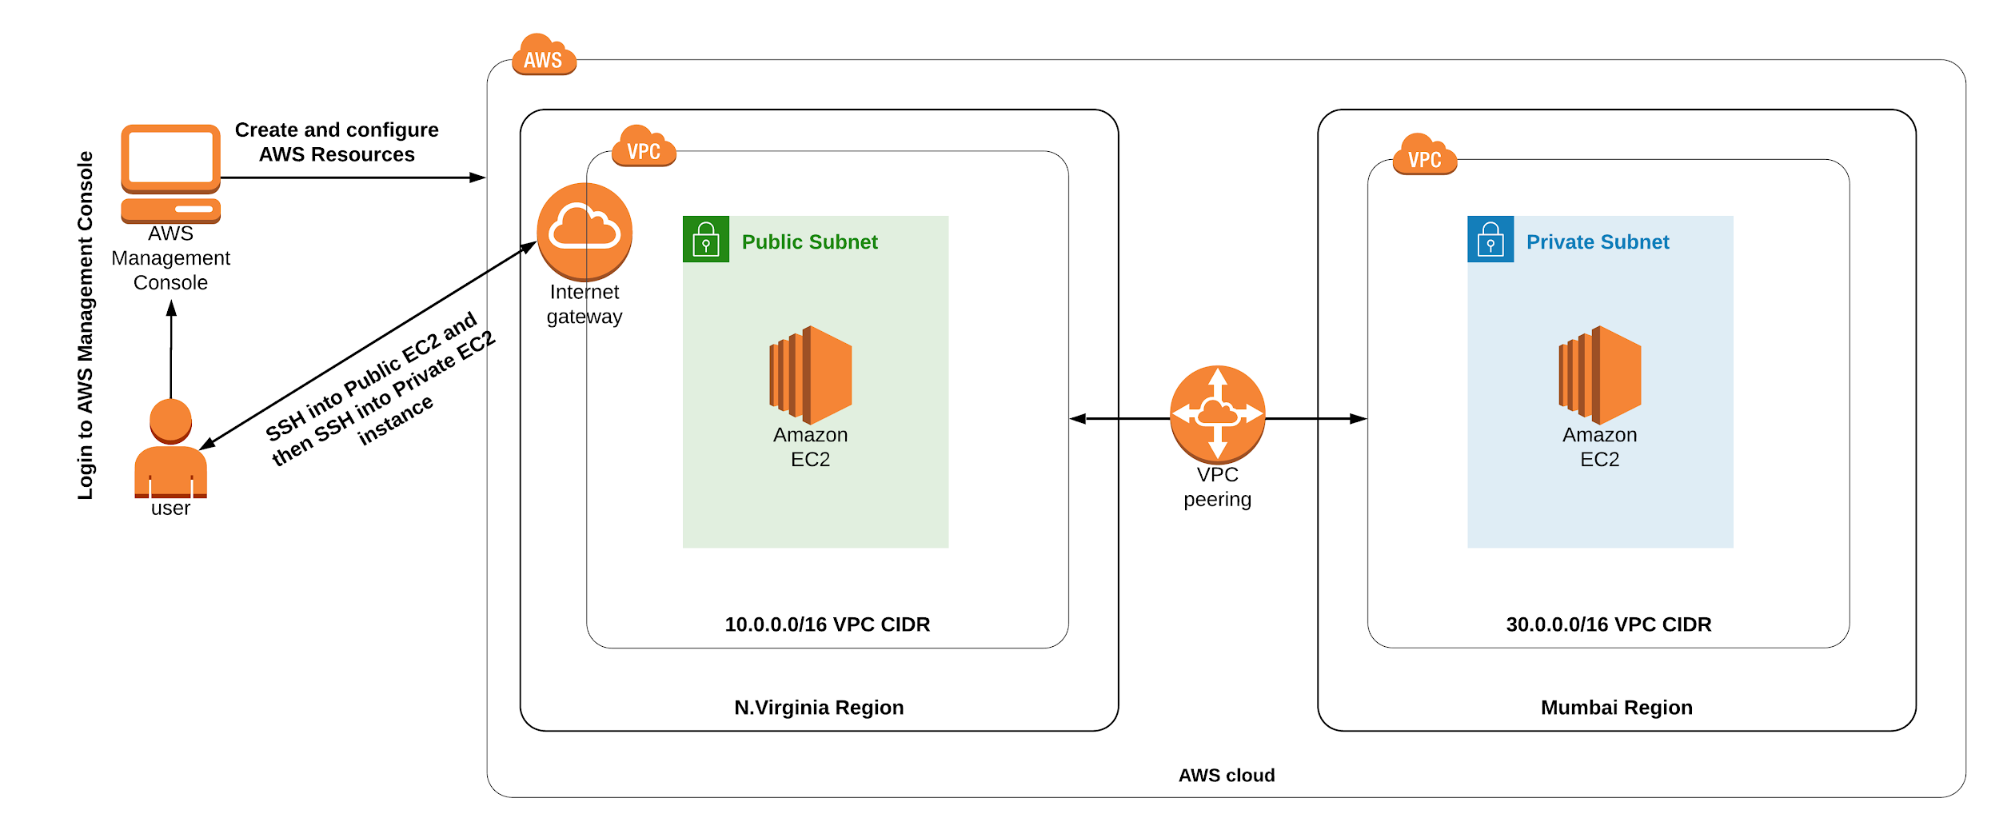 AWS
Create and configure
AWS Resources
VPC
VPC
Login to AWS Management Console
AWS
Management
Console
Internet
gateway
Public Subnet
Private Subnet
SSH into Public EC2 and
then SSH into Private EC2
instance
Amazon
EC2
Amazon
EC2
VPC
peering
user
10.0.0.0/16 VPC CIDR
30.0.0.0/16 VPC CIDR
N.Virginia Region
Mumbai Region
AWS cloud